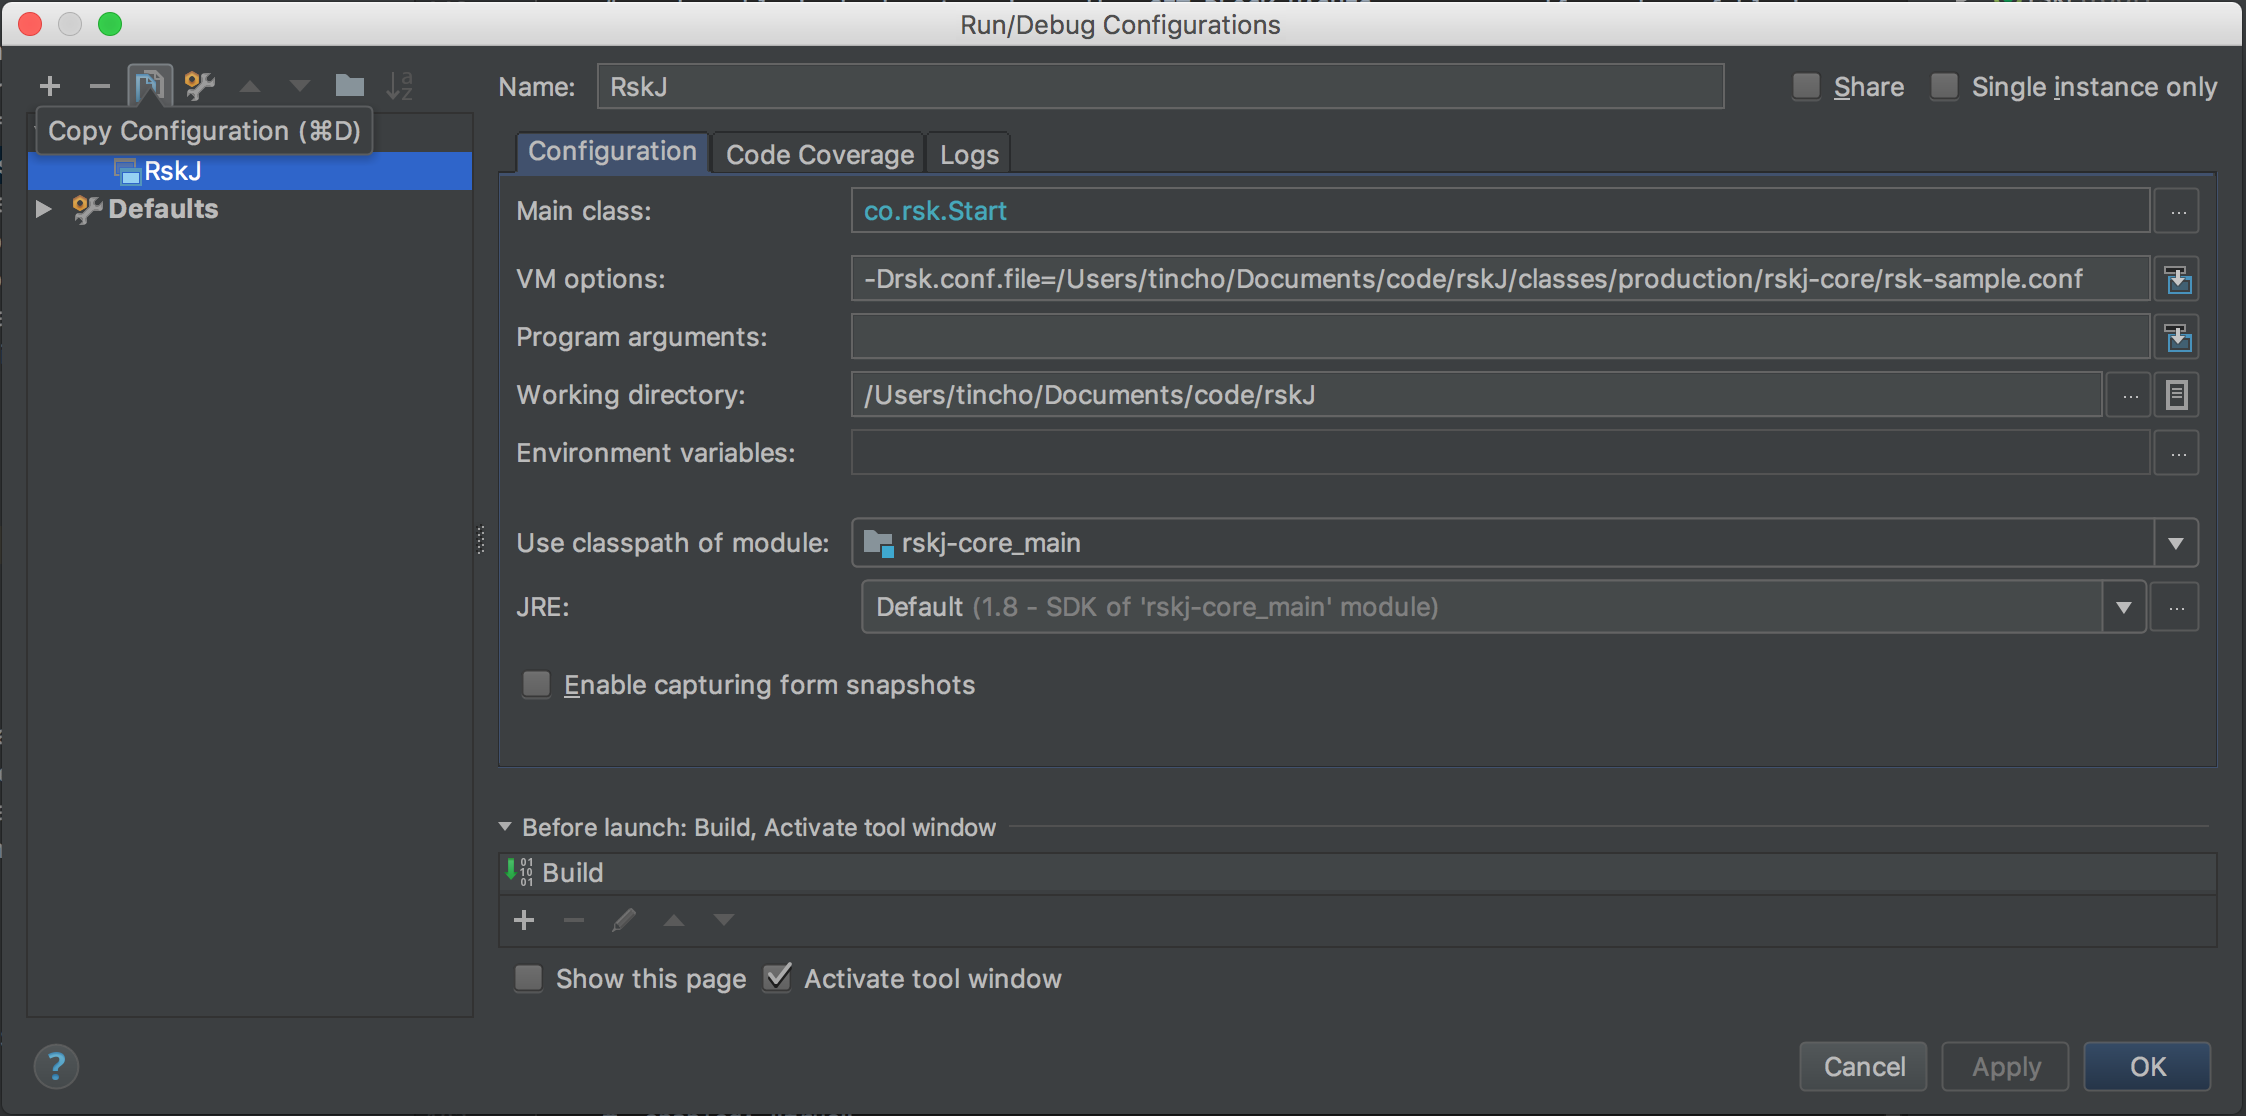 Run/Debug Configurations
Name: RskJ Share Single instance only
Copy Configuration (⌘D)
RskJ
Defaults
Configuration Code Coverage Logs
Main class: co.rsk.Start ...
VM options: -Drsk.conf.file=/Users/tincho/Documents/code/rskJ/classes/production/rskj-core/rsk-sample.conf
Program arguments:
Working directory: /Users/tincho/Documents/code/rskJ ...
Environment variables: ...
Use classpath of module: rskj-core_main
JRE: Default (1.8 - SDK of 'rskj-core_main' module) ...
Enable capturing form snapshots
Before launch: Build, Activate tool window
Build
Show this page Activate tool window
? Cancel Apply OK